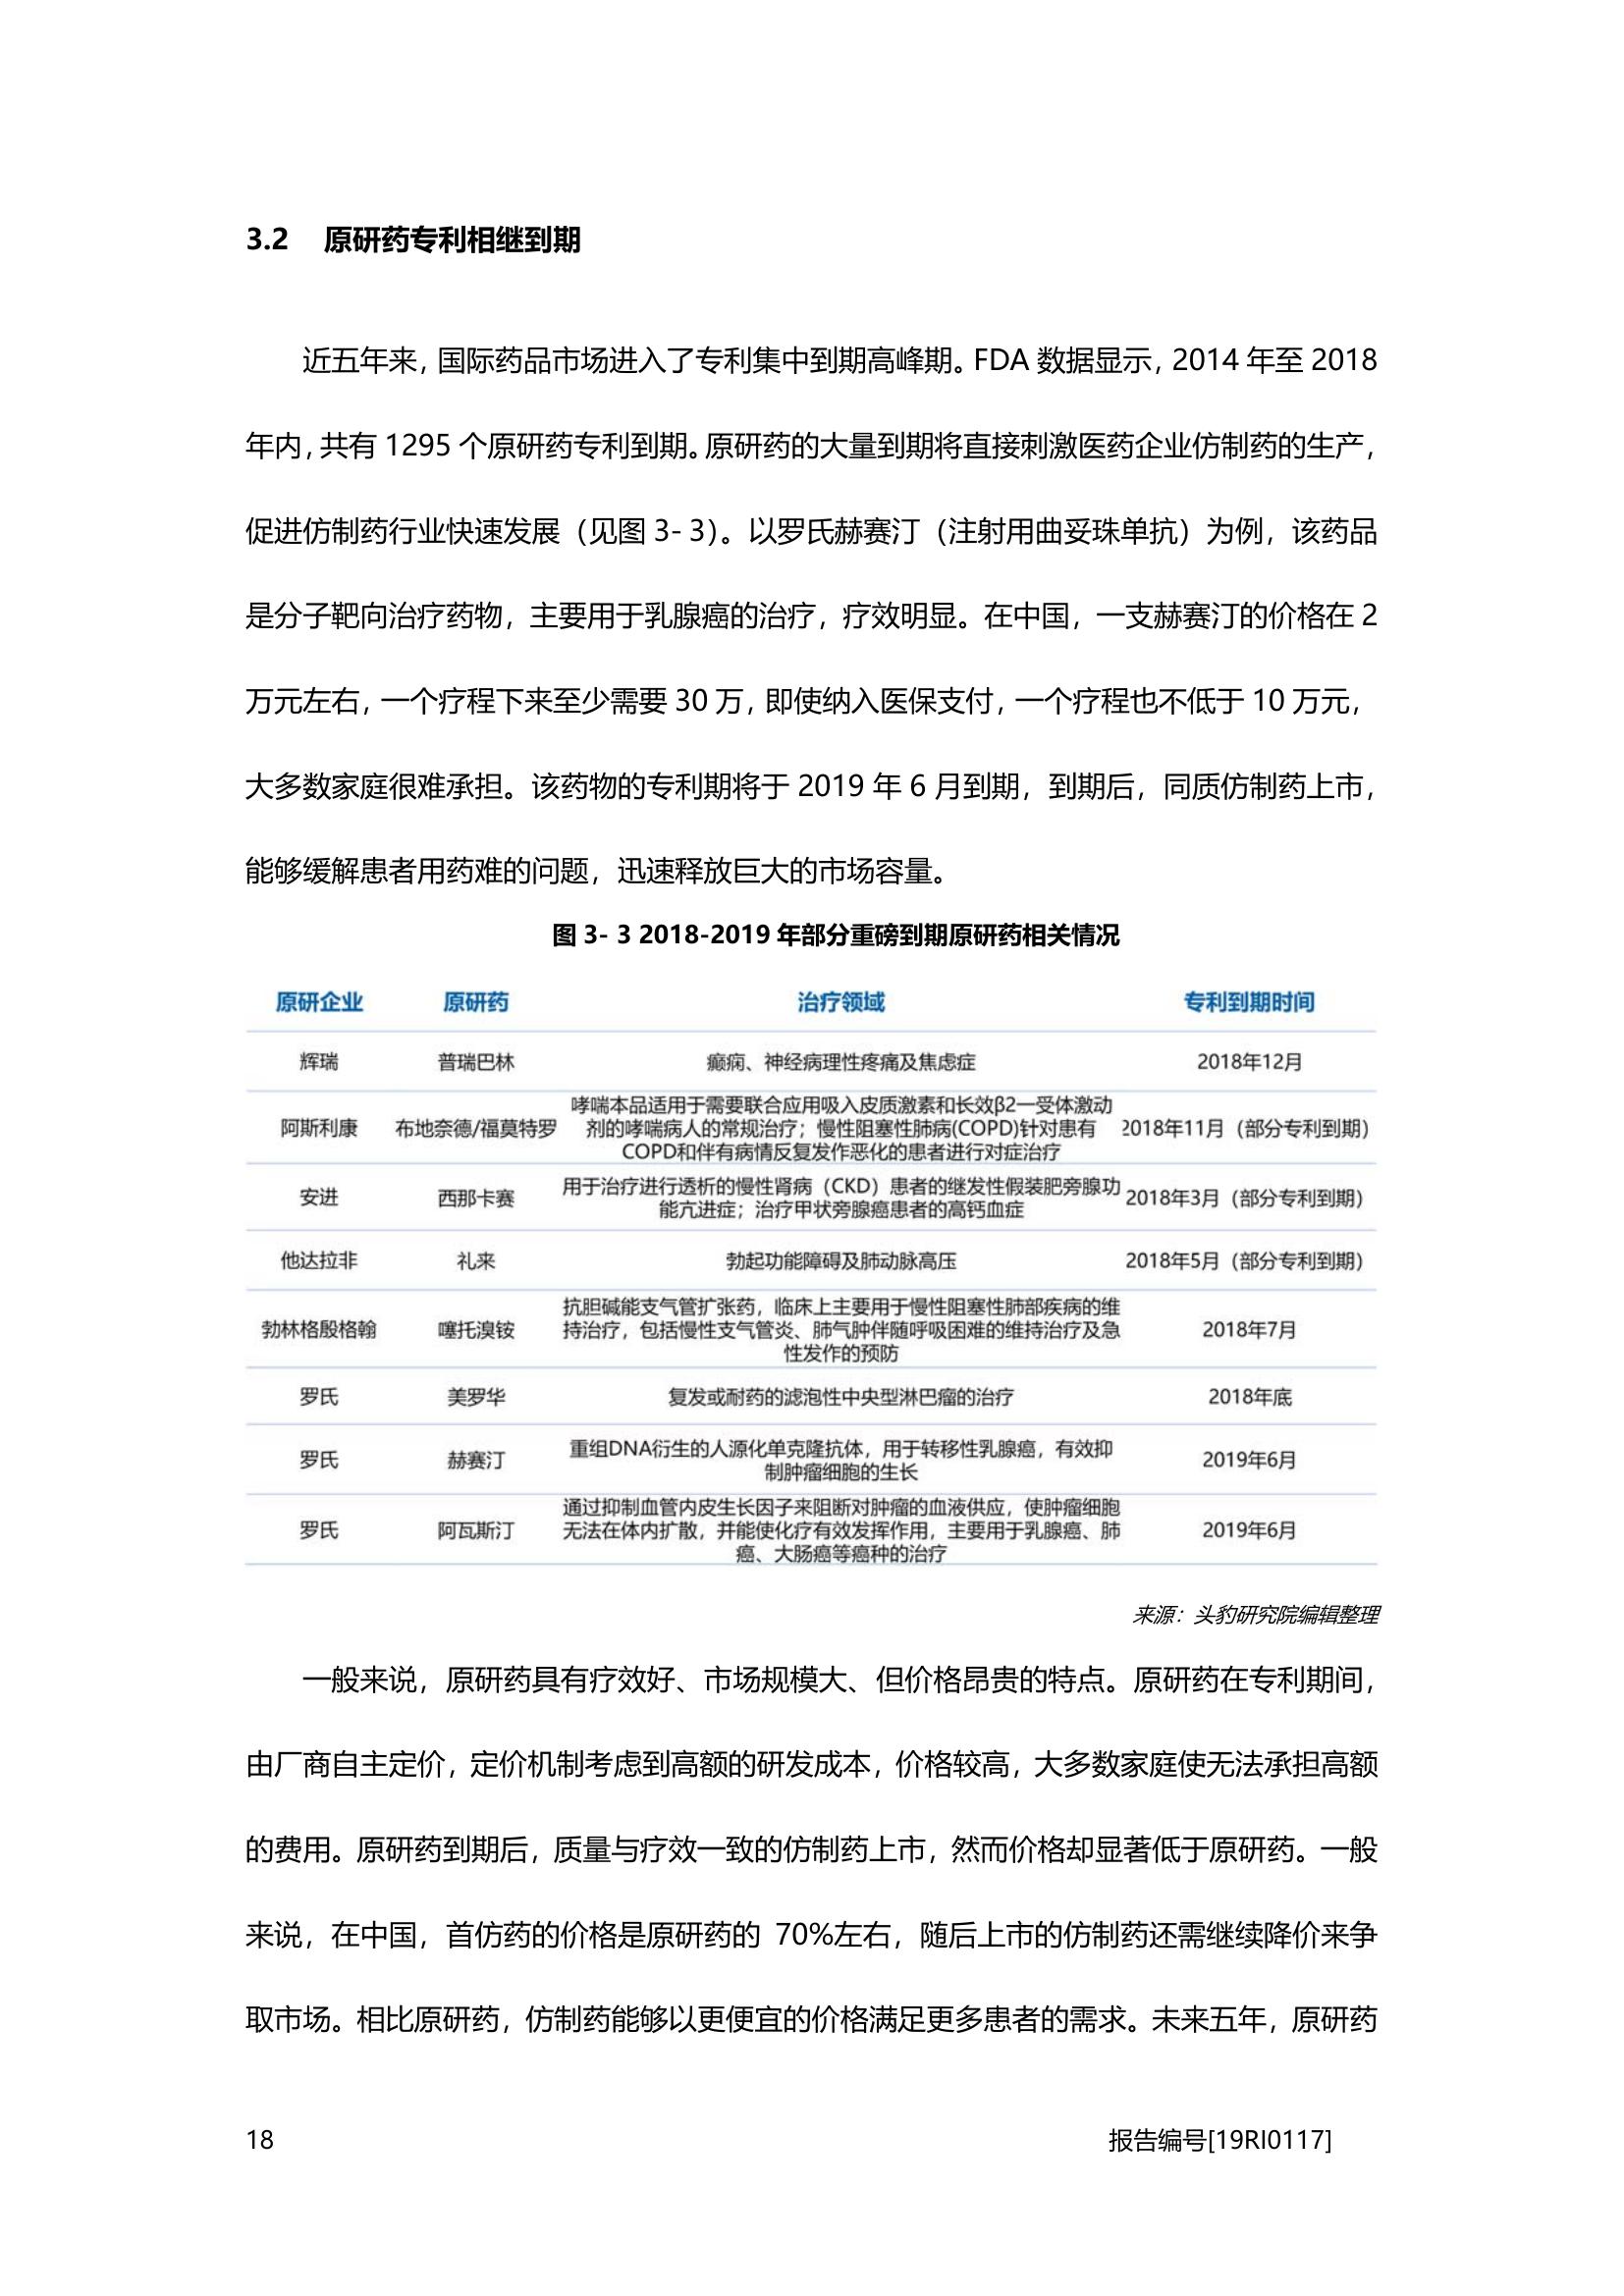 3.2 原研药专利相继到期
近五年来，国际药品市场进入了专利集中到期高峰期。FDA 数据显示，2014 年至 2018
年内，共有 1295 个原研药专利到期。原研药的大量到期将直接刺激医药企业仿制药的生产，
促进仿制药行业快速发展（见图 3- 3）。以罗氏赫赛汀（注射用曲妥珠单抗）为例，该药品
是分子靶向治疗药物，主要用于乳腺癌的治疗，疗效明显。在中国，一支赫赛汀的价格在 2
万元左右，一个疗程下来至少需要 30 万，即使纳入医保支付，一个疗程也不低于 10 万元，
大多数家庭很难承担。该药物的专利期将于 2019 年 6 月到期，到期后，同质仿制药上市，
能够缓解患者用药难的问题，迅速释放巨大的市场容量。
图 3- 3 2018-2019 年部分重磅到期原研药相关情况
原研企业 原研药 治疗领域 专利到期时间
辉瑞 普瑞巴林 癫痫、神经病理性疼痛及焦虑症 2018年12月
哮喘本品适用于需要联合应用吸入皮质激素和长效β2一受体激动
阿斯利康 布地奈德/福莫特罗 剂的哮喘病人的常规治疗；慢性阻塞性肺病(COPD)针对患有 2018年11月（部分专利到期）
COPD和伴有病情反复发作恶化的患者进行对症治疗
用于治疗进行透析的慢性肾病（CKD）患者的继发性假装肥旁腺功
安进 西那卡赛 能亢进症；治疗甲状旁腺癌患者的高钙血症 2018年3月（部分专利到期）
他达拉非 礼来 勃起功能障碍及肺动脉高压 2018年5月（部分专利到期）
抗胆碱能支气管扩张药，临床上主要用于慢性阻塞性肺部疾病的维
勃林格殷格翰 噻托溴铵 持治疗，包括慢性支气管炎、肺气肿伴随呼吸困难的维持治疗及急 2018年7月
性发作的预防
罗氏 美罗华 复发或耐药的滤泡性中央型淋巴瘤的治疗 2018年底
重组DNA衍生的人源化单克隆抗体，用于转移性乳腺癌，有效抑
罗氏 赫赛汀 制肿瘤细胞的生长 2019年6月
通过抑制血管内皮生长因子来阻断对肿瘤的血液供应，使肿瘤细胞
罗氏 阿瓦斯汀 无法在体内扩散，并能使化疗有效发挥作用，主要用于乳腺癌、肺 2019年6月
癌、大肠癌等癌种的治疗
来源：头豹研究院编辑整理
一般来说，原研药具有疗效好、市场规模大、但价格昂贵的特点。原研药在专利期间，
由厂商自主定价，定价机制考虑到高额的研发成本，价格较高，大多数家庭使无法承担高额
的费用。原研药到期后，质量与疗效一致的仿制药上市，然而价格却显著低于原研药。一般
来说，在中国，首仿药的价格是原研药的 70%左右，随后上市的仿制药还需继续降价来争
取市场。相比原研药，仿制药能够以更便宜的价格满足更多患者的需求。未来五年，原研药
18 报告编号[19RI0117]